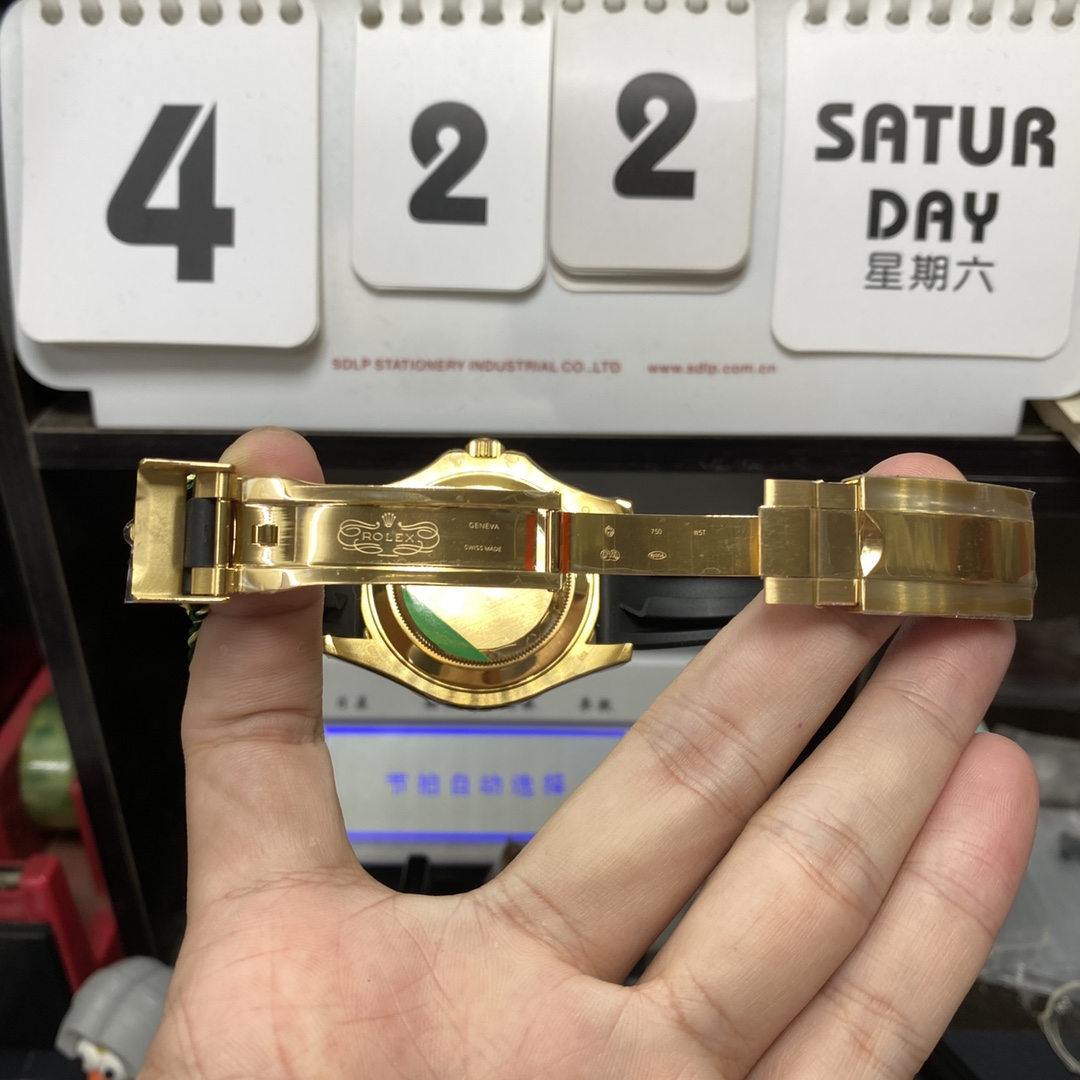 4
2
2
SATUR
DAY
星期六
SDLP STATIONERY INDUSTRIAL CO.,LTD
www.sdlp.com.cn
ROLEX
GENEVA
SWISS MADE
750
节拍自动选择